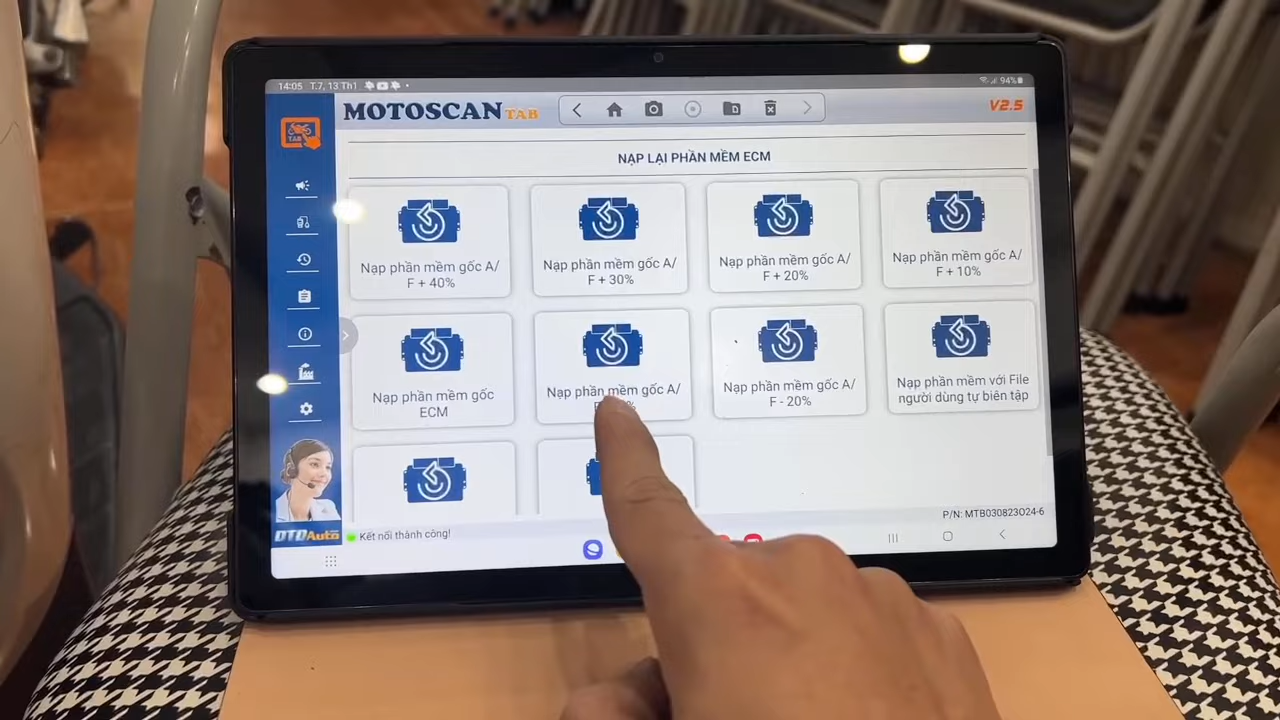 14:05 T.7, 13 Th1
94%
MOTOSCAN TAB
V2.5
TAB
NẠP LẠI PHẦN MỀM ECM
Nạp phần mềm gốc A/
F + 40%
Nạp phần mềm gốc A/
F + 30%
Nạp phần mềm gốc A/
F + 20%
Nạp phần mềm gốc A/
F + 10%
Nạp phần mềm gốc
ECM
Nạp phần mềm gốc A/
Nạp phần mềm gốc A/
F - 20%
Nạp phần mềm với File
người dùng tự biên tập
P/N: MTB030823O24-6
DTDAuto
Kết nối thành công!